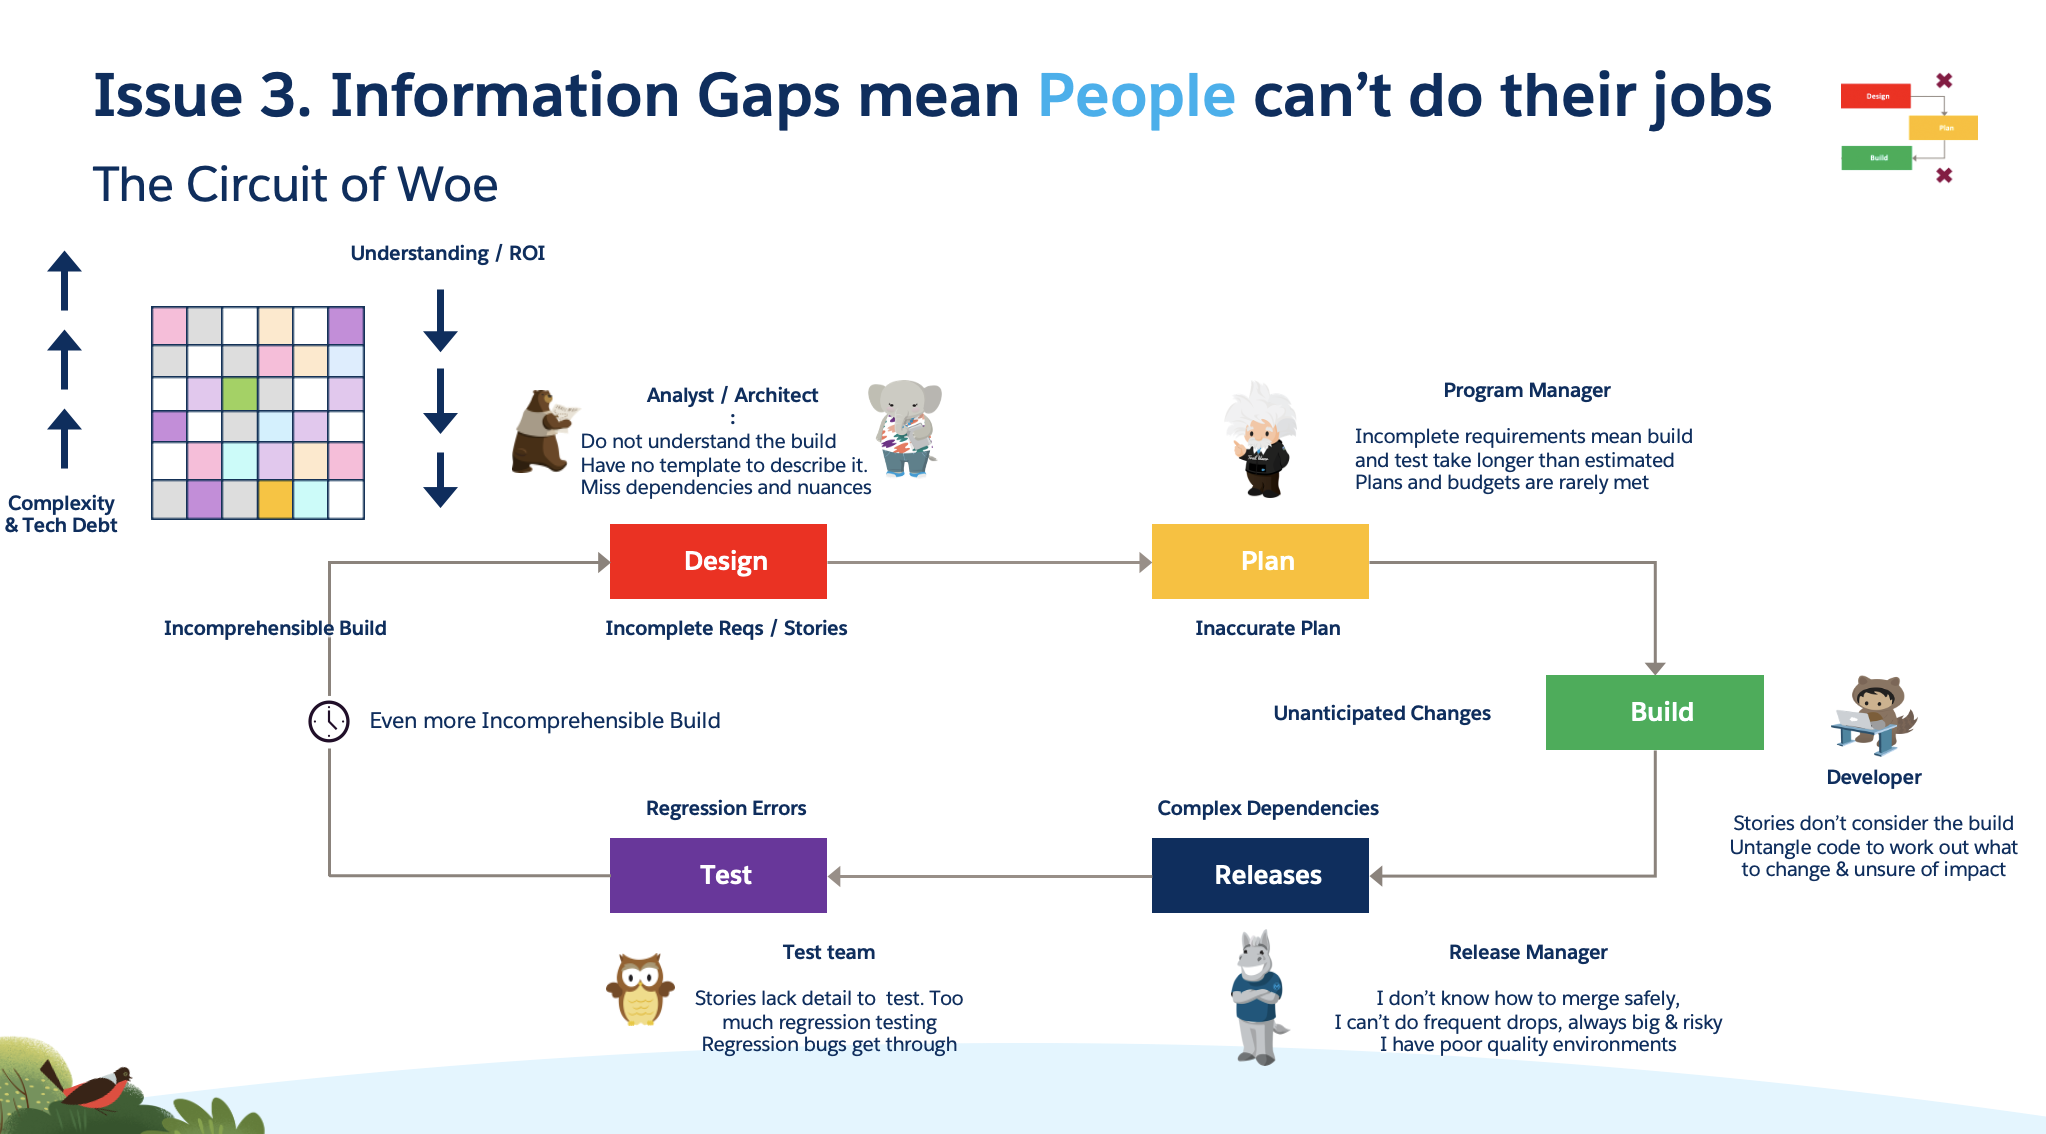 Issue 3. Information Gaps mean People can't do their jobs
The Circuit of Woe
Design
Plan
Build
Understanding / ROI
Complexity
& Tech Debt
Analyst / Architect
:
Do not understand the build
Have no template to describe it.
Miss dependencies and nuances
Program Manager
Incomplete requirements mean build
and test take longer than estimated
Plans and budgets are rarely met
Design
Plan
Incomprehensible Build
Incomplete Reqs / Stories
Inaccurate Plan
Even more Incomprehensible Build
Unanticipated Changes
Build
Developer
Stories don't consider the build
Untangle code to work out what
to change & unsure of impact
Regression Errors
Complex Dependencies
Test
Releases
Test team
Stories lack detail to  test. Too
much regression testing
Regression bugs get through
Release Manager
I don't know how to merge safely,
I can't do frequent drops, always big & risky
I have poor quality environments